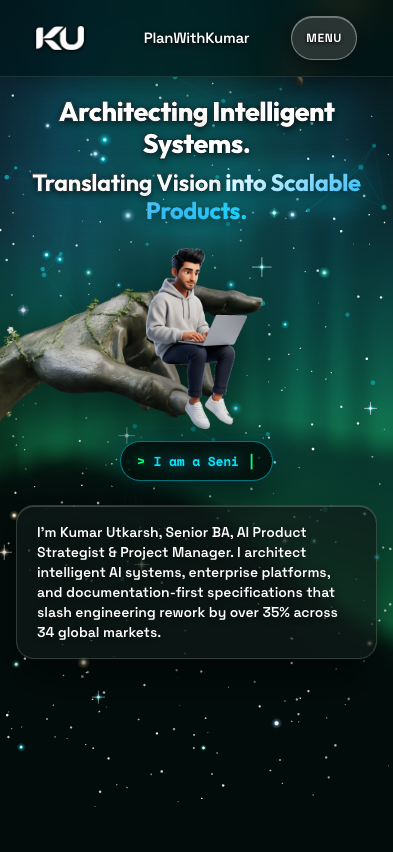 KU
PlanWithKumar
MENU
Architecting Intelligent
Systems.
Translating Vision into Scalable
Products.
> I am a Seni |
I'm Kumar Utkarsh, Senior BA, AI Product
Strategist & Project Manager. I architect
intelligent AI systems, enterprise platforms,
and documentation-first specifications that
slash engineering rework by over 35% across
34 global markets.